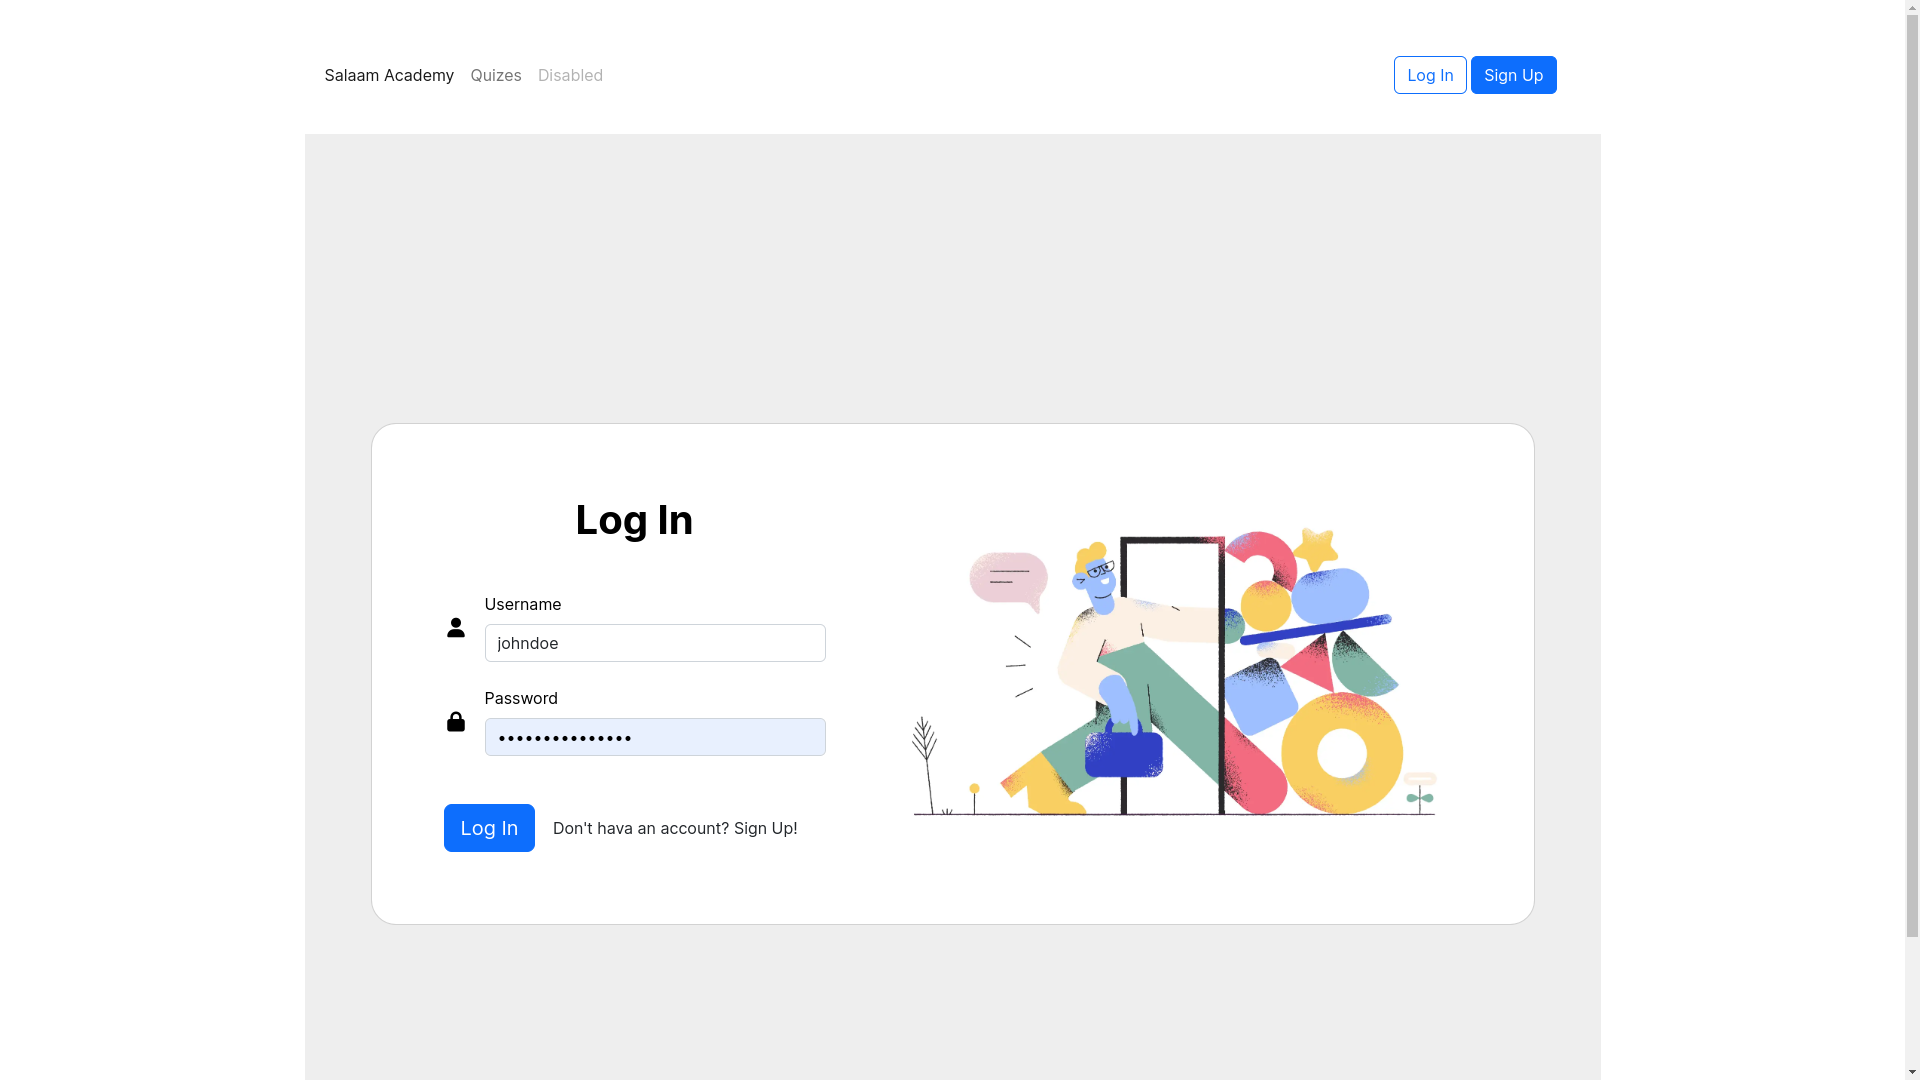 Salaam Academy Quizes Disabled Log In Sign Up
Log In
Username
johndoe
Password
•••••••••••••••
Log In Don't hava an account? Sign Up!